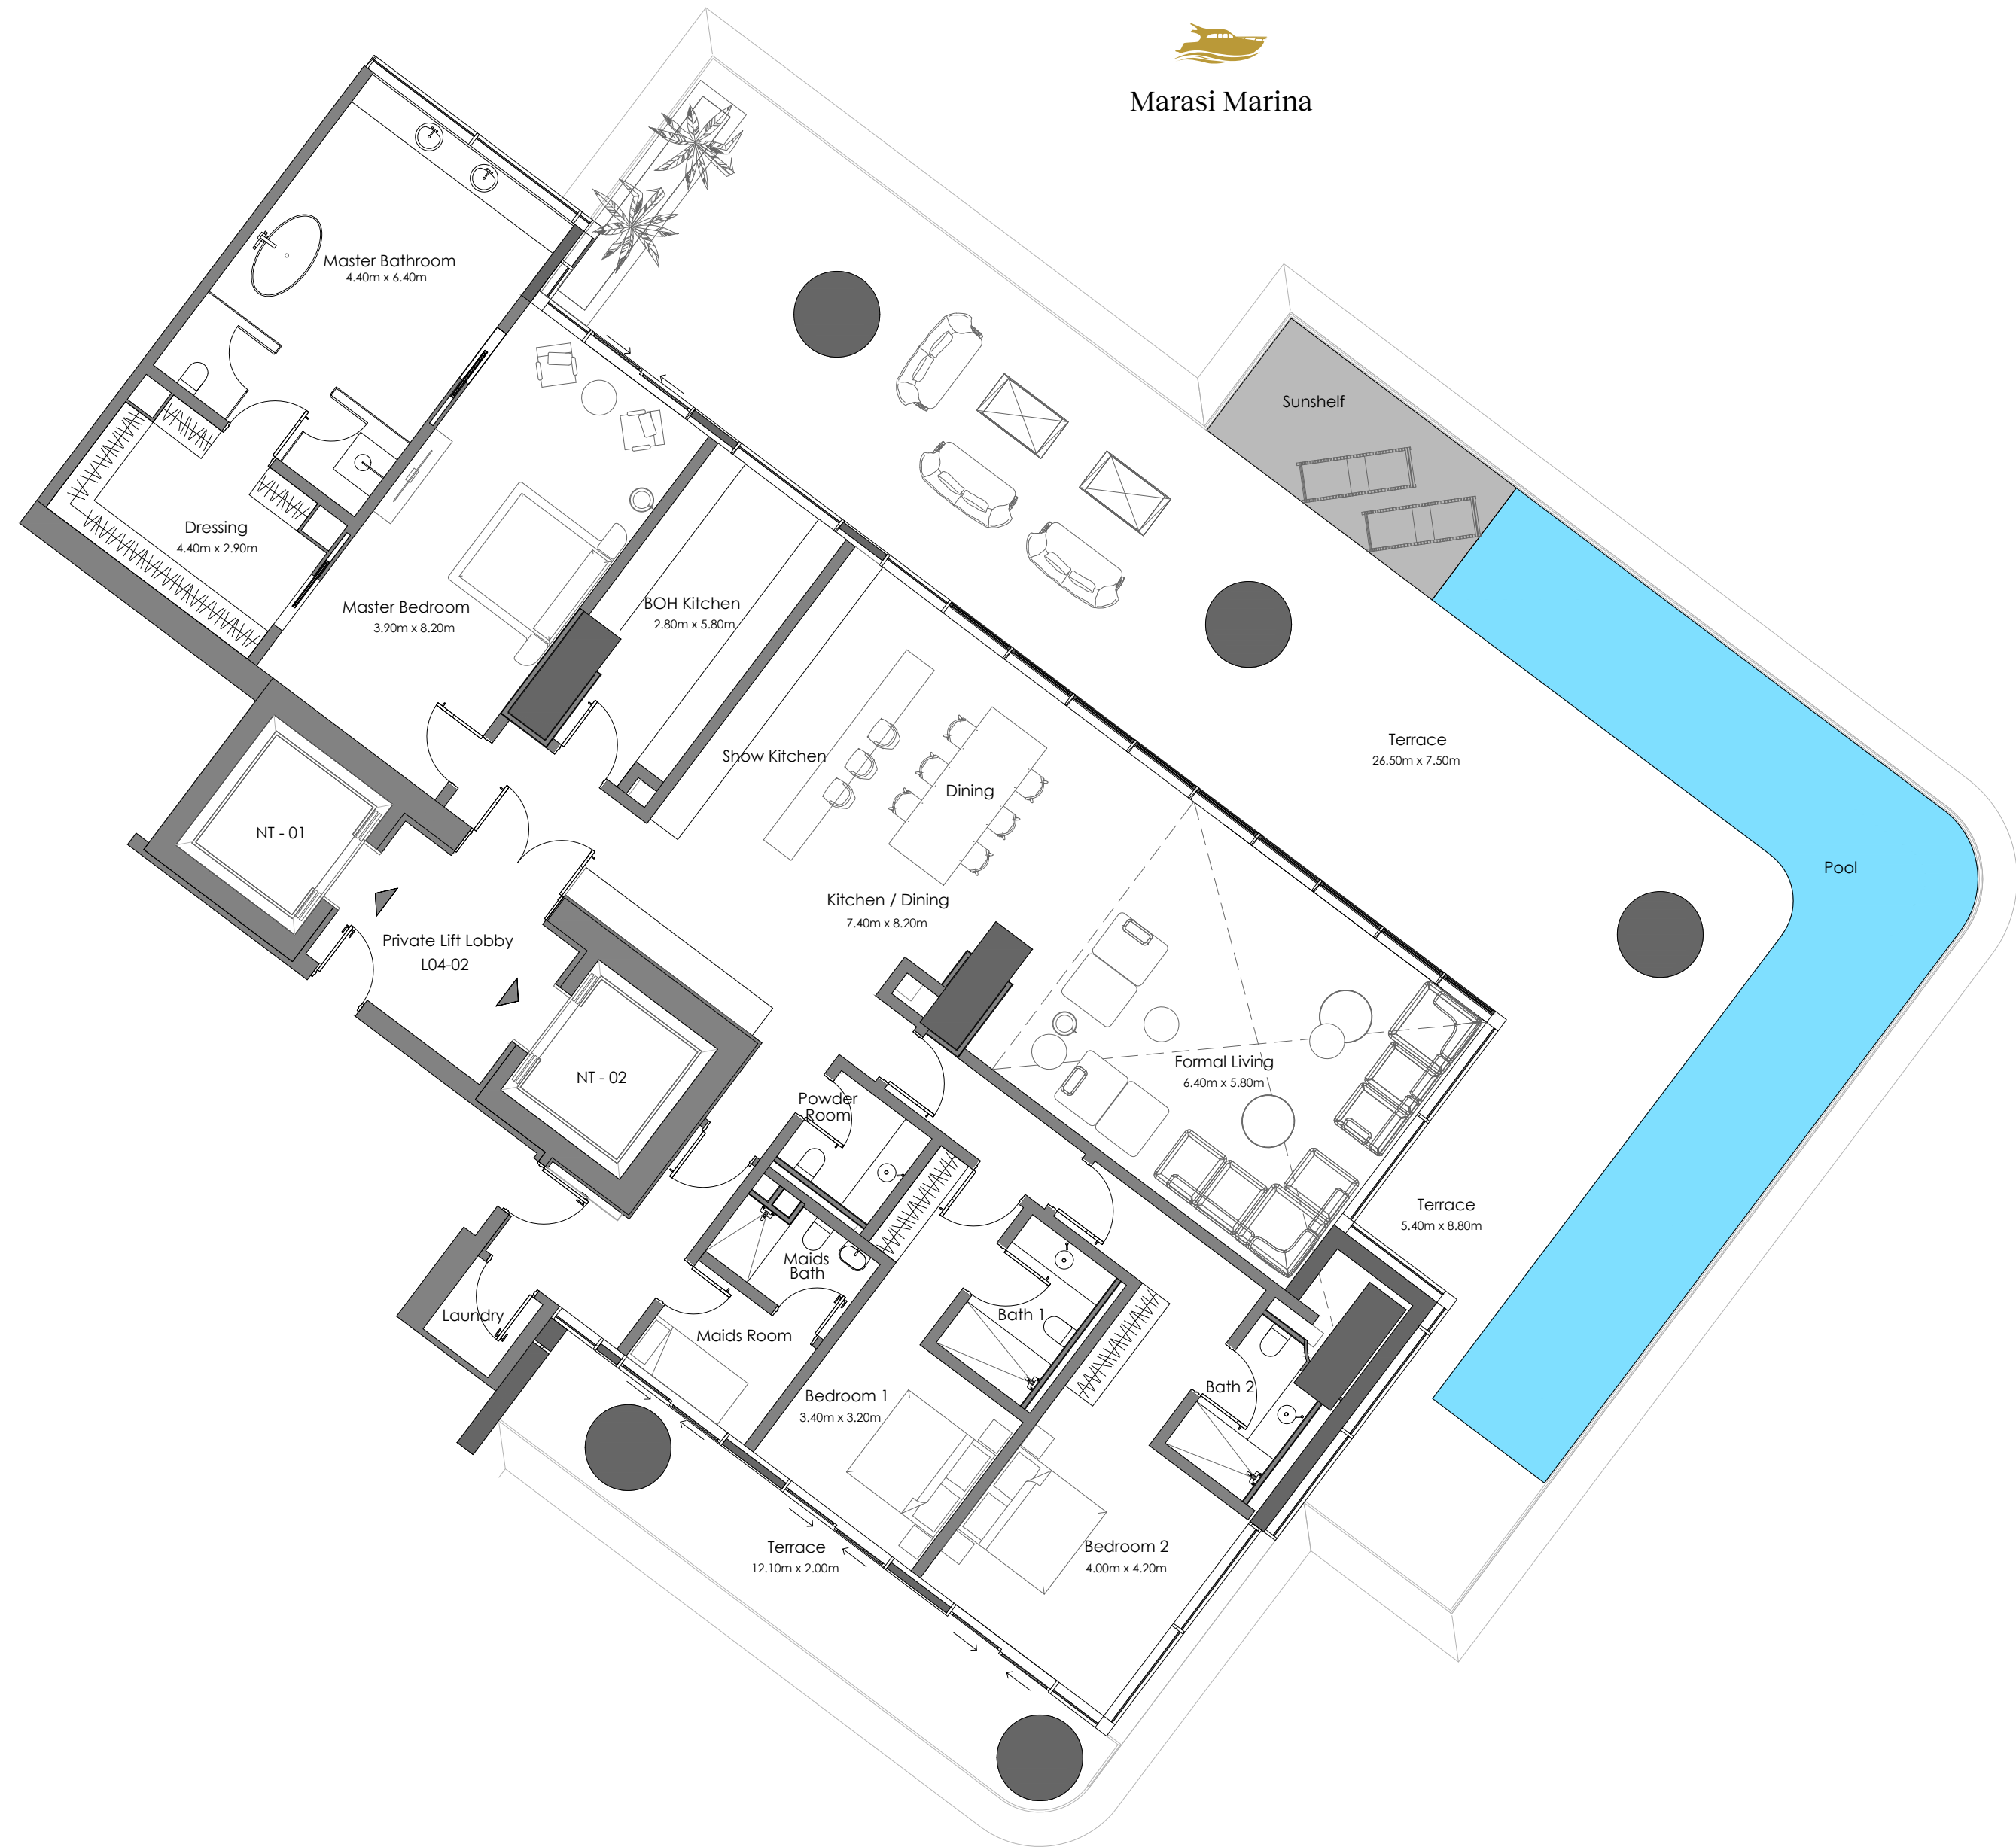 Marasi Marina
Master Bathroom
4.40m x 6.40m
Sunshelf
Dressing
4.40m x 2.90m
Master Bedroom
3.90m x 8.20m
BOH Kitchen
2.80m x 5.80m
Show Kitchen
Dining
Terrace
26.50m x 7.50m
NT - 01
Pool
Kitchen / Dining
7.40m x 8.20m
Private Lift Lobby
L04-02
NT - 02
Formal Living
6.40m x 5.80m
Powder
Room
Terrace
5.40m x 8.80m
Maids
Bath
Laundry
Maids Room
Bath 1
Bedroom 1
3.40m x 3.20m
Bath 2
Terrace
12.10m x 2.00m
Bedroom 2
4.00m x 4.20m